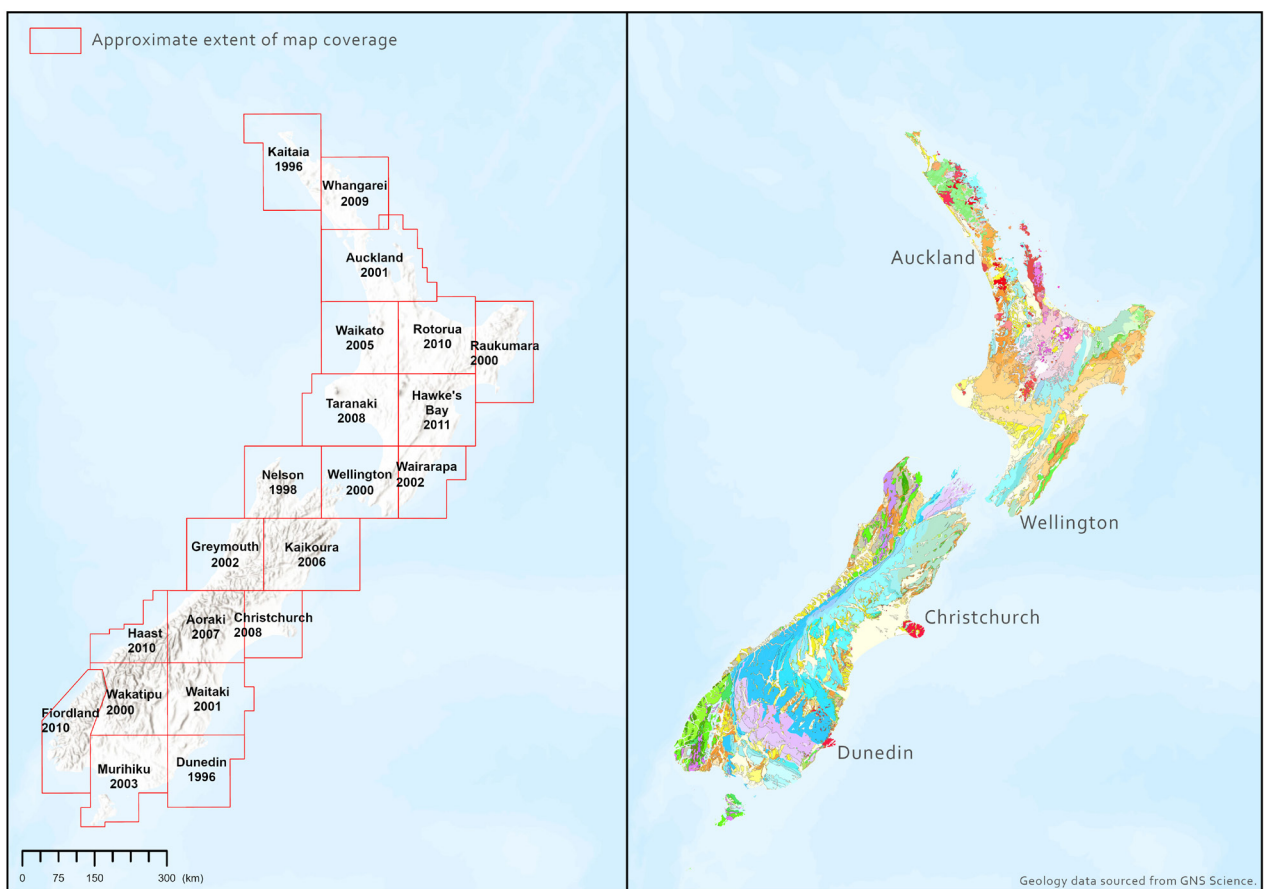 Approximate extent of map coverage
Kaitaia
1996
Whangarei
2009
Auckland
2001
Waikato
2005
Rotorua
2010
Raukumara
2000
Taranaki
2008
Hawke's
Bay
2011
Nelson
1998
Wellington
2000
Wairarapa
2002
Greymouth
2002
Kaikoura
2006
Haast
2010
Aoraki
2007
Christchurch
2008
Fiordland
2010
Wakatipu
2000
Waitaki
2001
Murihiku
2003
Dunedin
1996
0 75 150 300 (km)
Auckland
Wellington
Christchurch
Dunedin
Geology data sourced from GNS Science.